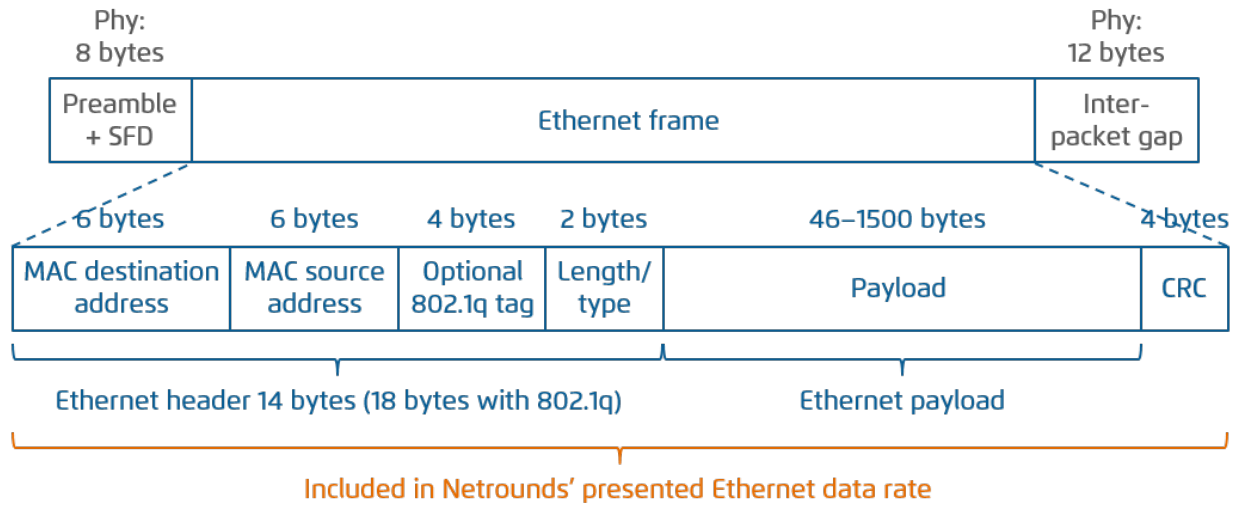 Phy:
8 bytes
Phy:
12 bytes
Preamble
+ SFD
Ethernet frame
Inter-
packet gap
6 bytes
6 bytes
4 bytes
2 bytes
46–1500 bytes
4 bytes
MAC destination
address
MAC source
address
Optional
802.1q tag
Length/
type
Payload
CRC
Ethernet header 14 bytes (18 bytes with 802.1q)
Ethernet payload
Included in Netrounds’ presented Ethernet data rate